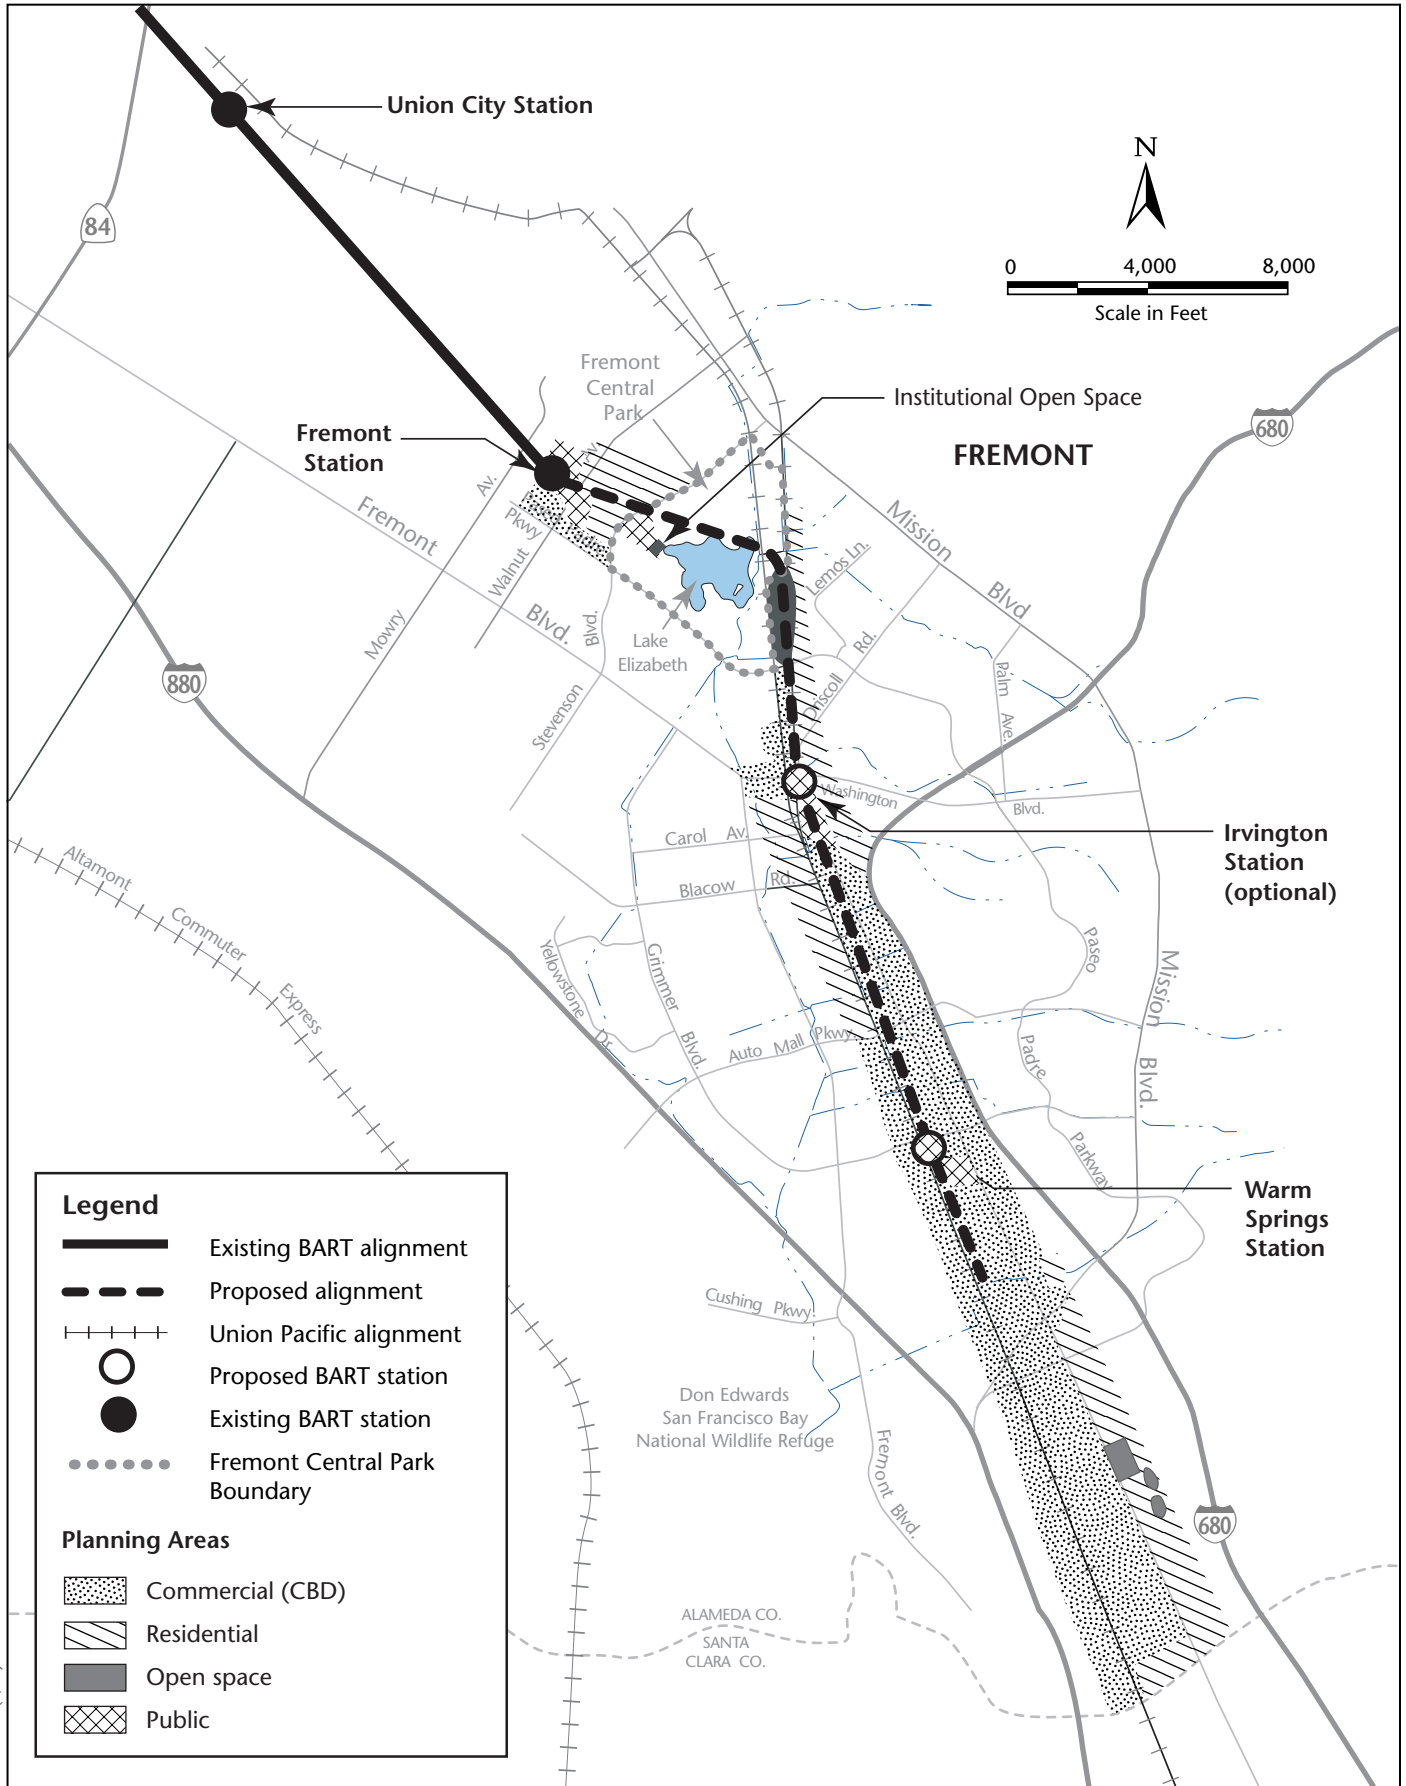 Union City Station
N
84
0 4,000 8,000
Scale in Feet
Fremont
Central
Park
Institutional Open Space
FREMONT
680
Fremont
Station
Av.
Av.
Pkwy
Fremont
Blvd.
Walnut
Mowry
Stevenson
Blvd.
Lake
Elizabeth
Mission
Blvd
Lemos Ln.
Driscoll
Rd.
Palm
Ave.
880
Washington
Blvd.
Carol Av.
Blacow Rd.
Irvington
Station
(optional)
Altamont
Commuter
Express
Yellowstone
Dr.
Grimmer
Blvd.
Auto Mall Pkwy
Paseo
Padre
Parkway
Mission
Blvd.
Warm
Springs
Station
Cushing Pkwy.
Don Edwards
San Francisco Bay
National Wildlife Refuge
Fremont Blvd.
680
ALAMEDA CO.
SANTA
CLARA CO.
Legend
Existing BART alignment
Proposed alignment
Union Pacific alignment
Proposed BART station
Existing BART station
Fremont Central Park
Boundary
Planning Areas
Commercial (CBD)
Residential
Open space
Public